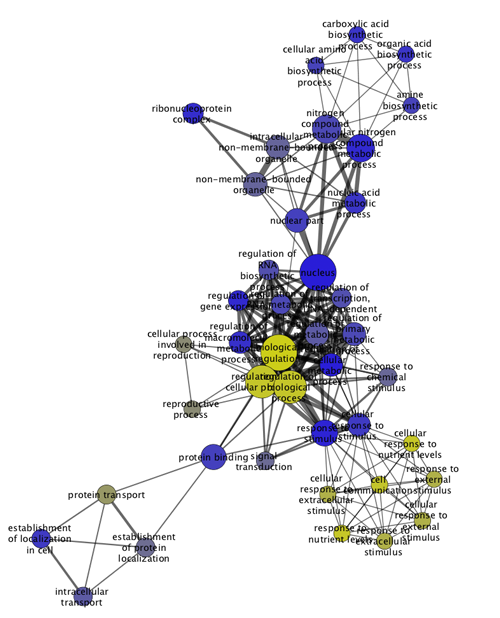 carboxylic acid
biosynthetic
process
organic acid
biosynthetic
process
cellular amino
acid
biosynthetic
process
amine
biosynthetic
process
ribonucleoprotein
complex
nitrogen
compound
metabolic
process
nitrogen
compound
metabolic
process
intracellular
non-membrane-bounded
organelle
non-membrane-bounded
organelle
nucleic acid
metabolic
process
nuclear part
nucleus
regulation of
RNA
biosynthetic
process
regulation of
gene expression
regulation of
transcription,
regulation of
macromolecule
metabolic
process
regulation of
primary
metabolic
process
cellular process
involved in
reproduction
biological
regulation
regulation of
cellular process
regulation of
biological
process
cellular
metabolic
process
response to
chemical
stimulus
reproductive
process
response to
stimulus
cellular
response to
stimulus
protein binding
signal
transduction
cellular
response to
nutrient levels
cell
communication
response to
external
stimulus
cellular
response to
extracellular
stimulus
cellular
response to
external
stimulus
response to
nutrient levels
response to
extracellular
stimulus
protein transport
establishment
of localization
in cell
establishment
of protein
localization
intracellular
transport